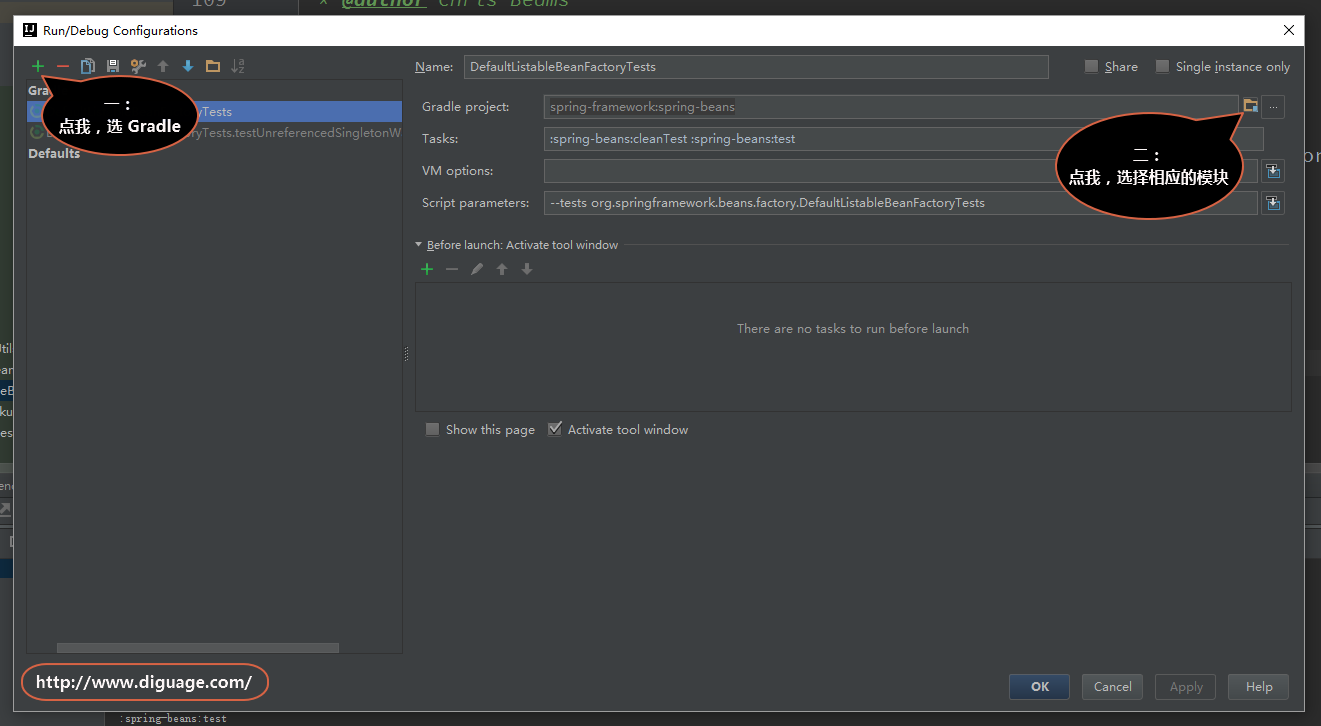 109
* @author Chris Beams
Run/Debug Configurations
Gra
yTests
ryTests.testUnreferencedSingletonW
Defaults
一：
点我，选 Gradle
Name: DefaultListableBeanFactoryTests
Share
Single instance only
Gradle project: spring-framework:spring-beans
...
Tasks: :spring-beans:cleanTest :spring-beans:test
VM options:
Script parameters: --tests org.springframework.beans.factory.DefaultListableBeanFactoryTests
二：
点我，选择相应的模块
Before launch: Activate tool window
There are no tasks to run before launch
Show this page
Activate tool window
http://www.diguage.com/
OK
Cancel
Apply
Help
:spring-beans:test